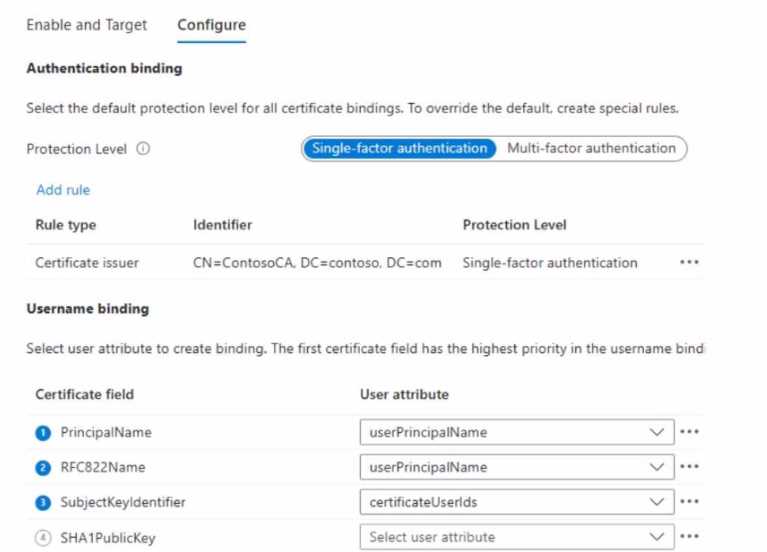 Enable and Target Configure
Authentication binding
Select the default protection level for all certificate bindings. To override the default, create special rules.
Protection Level Single-factor authentication Multi-factor authentication
Add rule
Rule type Identifier Protection Level
Certificate issuer CN=ContosoCA, DC=contoso, DC=com Single-factor authentication
Username binding
Select user attribute to create binding. The first certificate field has the highest priority in the username bind
Certificate field User attribute
1 PrincipalName userPrincipalName
2 RFC822Name userPrincipalName
3 SubjectKeyIdentifier certificateUserIds
4 SHA1PublicKey Select user attribute